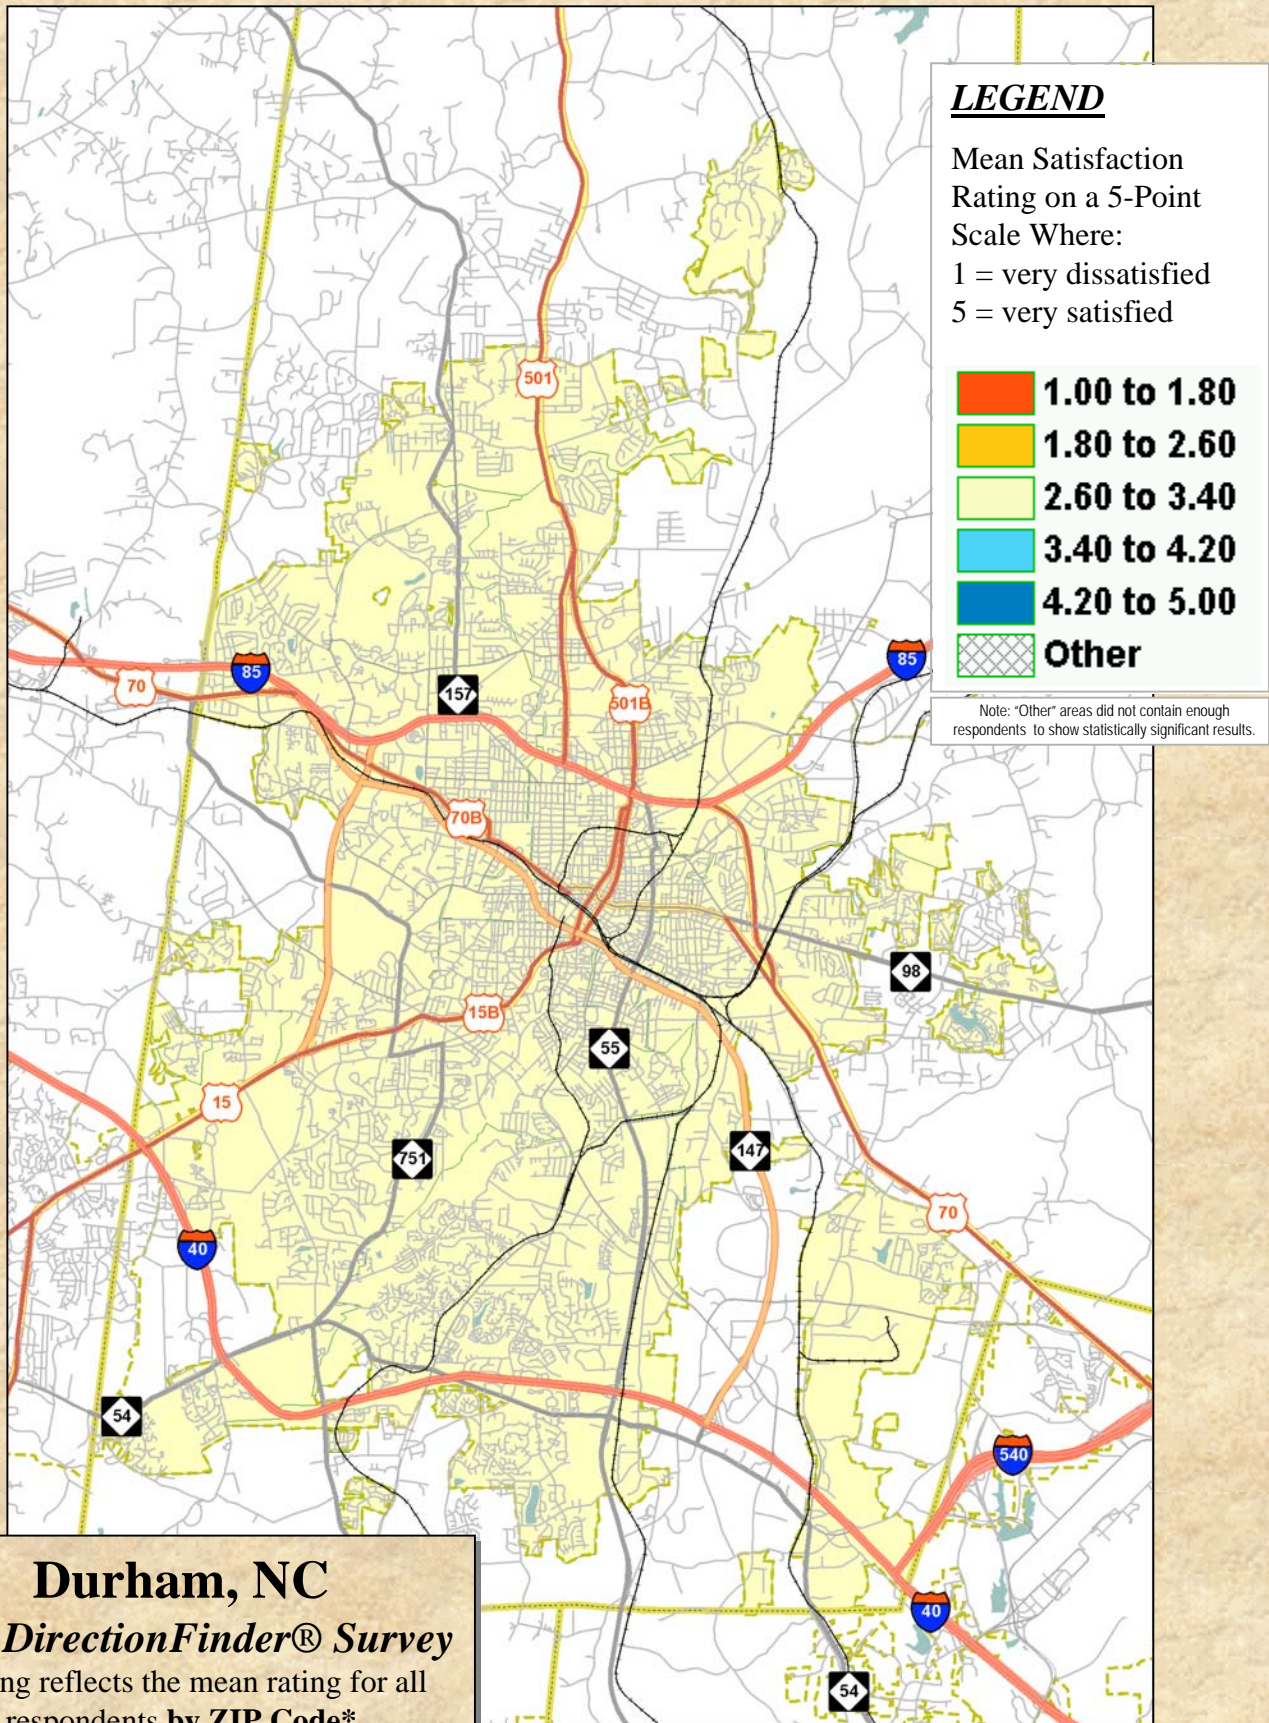 LEGEND
Mean Satisfaction
Rating on a 5-Point
Scale Where:
1 = very dissatisfied
5 = very satisfied
1.00 to 1.80
1.80 to 2.60
2.60 to 3.40
3.40 to 4.20
4.20 to 5.00
Other
Note: "Other" areas did not contain enough
respondents to show statistically significant results.
501
85
70
157
501B
85
70B
98
15B
55
15
751
147
70
40
54
540
40
54
Durham, NC
DirectionFinder® Survey
ng reflects the mean rating for all
respondents by ZIP Code*